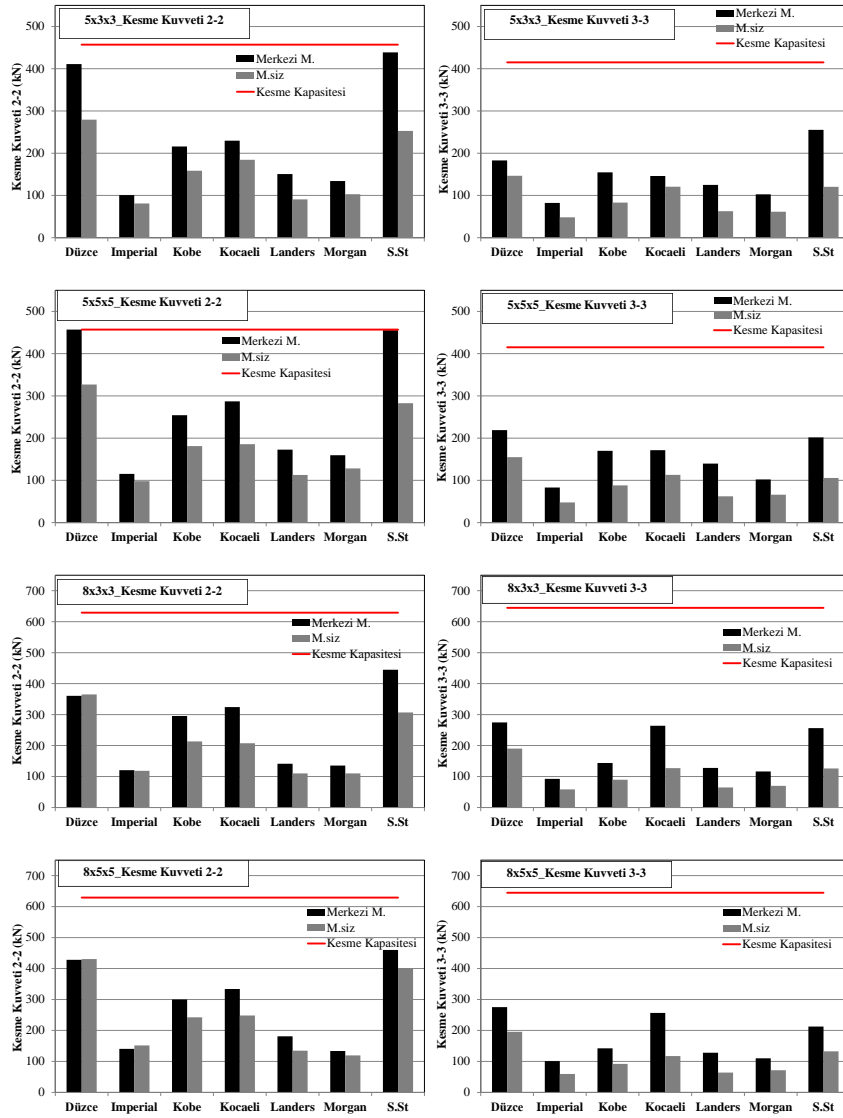 5x3x3_Kesme Kuvveti 2-2
Merkezi M.
M.siz
Kesme Kapasitesi
Kesme Kuvveti 2-2 (kN)
500
400
300
200
100
0
Düzce Imperial Kobe Kocaeli Landers Morgan S.St
5x3x3_Kesme Kuvveti 3-3
Merkezi M.
M.siz
Kesme Kapasitesi
Kesme Kuvveti 3-3 (kN)
500
400
300
200
100
0
Düzce Imperial Kobe Kocaeli Landers Morgan S.St
5x5x5_Kesme Kuvveti 2-2
Merkezi M.
M.siz
Kesme Kapasitesi
Kesme Kuvveti 2-2 (kN)
500
400
300
200
100
0
Düzce Imperial Kobe Kocaeli Landers Morgan S.St
5x5x5_Kesme Kuvveti 3-3
Merkezi M.
M.siz
Kesme Kapasitesi
Kesme Kuvveti 3-3 (kN)
500
400
300
200
100
0
Düzce Imperial Kobe Kocaeli Landers Morgan S.St
8x3x3_Kesme Kuvveti 2-2
Merkezi M.
M.siz
Kesme Kapasitesi
Kesme Kuvveti 2-2 (kN)
700
600
500
400
300
200
100
0
Düzce Imperial Kobe Kocaeli Landers Morgan S.St
8x3x3_Kesme Kuvveti 3-3
Merkezi M.
M.siz
Kesme Kapasitesi
Kesme Kuvveti 3-3 (kN)
700
600
500
400
300
200
100
0
Düzce Imperial Kobe Kocaeli Landers Morgan S.St
8x5x5_Kesme Kuvveti 2-2
Merkezi M.
M.siz
Kesme Kapasitesi
Kesme Kuvveti 2-2 (kN)
700
600
500
400
300
200
100
0
Düzce Imperial Kobe Kocaeli Landers Morgan S.St
8x5x5_Kesme Kuvveti 3-3
Merkezi M.
M.siz
Kesme Kapasitesi
Kesme Kuvveti 3-3 (kN)
700
600
500
400
300
200
100
0
Düzce Imperial Kobe Kocaeli Landers Morgan S.St